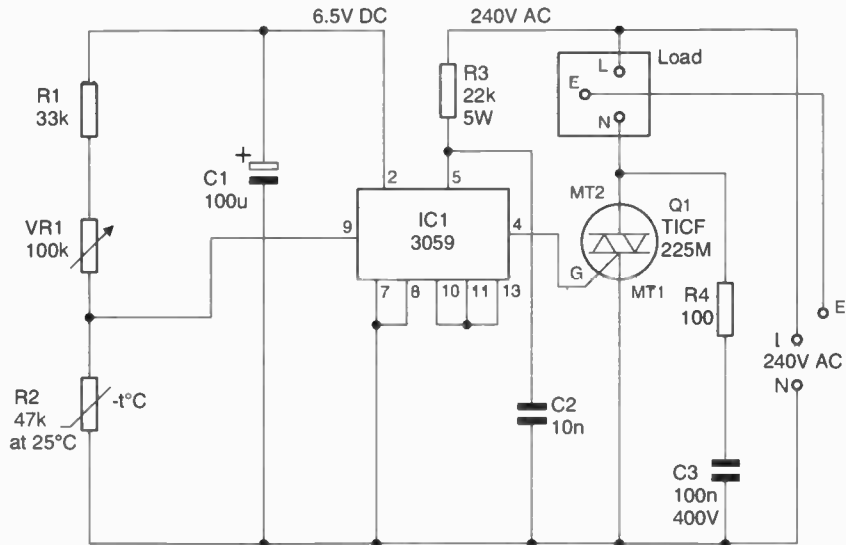 6.5V DC
240V AC
R1
33k
VR1
100k
R2
47k
at 25°C
-t°C
+
C1
100u
R3
22k
5W
2
5
9
IC1
3059
4
7
8
10
11
13
C2
10n
Load
L
E
N
MT2
Q1
TICF
225M
G
MT1
R4
100
C3
100n
400V
E
L
240V AC
N